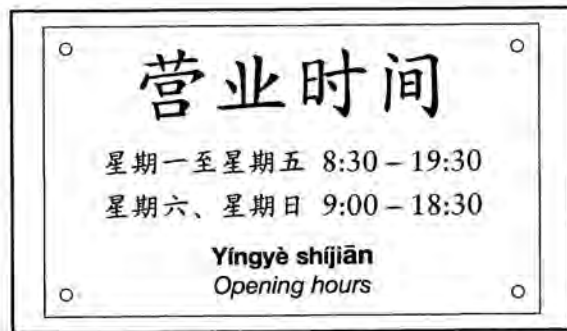 营业时间
星期一至星期五 8:30 – 19:30
星期六、星期日 9:00 – 18:30
Yíngyè shíjiān
Opening hours